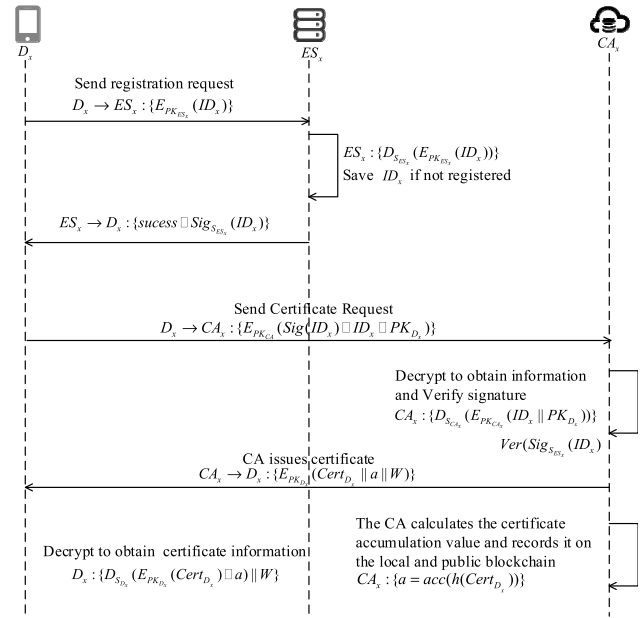 D_x
ES_x
CA_x
Send registration request
D_x → ES_x : {E_{PK_{ES_x}} (ID_x)}
ES_x : {D_{S_{ES_x}} (E_{PK_{ES_x}} (ID_x))}
Save ID_x if not registered
ES_x → D_x : {sucess □ Sig_{S_{ES_x}} (ID_x)}
Send Certificate Request
D_x → CA_x : {E_{PK_{CA}} (Sig(ID_x) □ ID_x □ PK_{D_x})}
Decrypt to obtain information
and Verify signature
CA_x : {D_{S_{CA_x}} (E_{PK_{CA_x}} (ID_x || PK_{D_x}))}
Ver(Sig_{S_{ES_x}} (ID_x)
CA issues certificate
CA_x → D_x : {E_{PK_{D_x}} (Cert_{D_x} || a || W)}
The CA calculates the certificate
accumulation value and records it on
the local and public blockchain
CA_x : {a = acc(h(Cert_{D_x}))}
Decrypt to obtain certificate information
D_x : {D_{S_{D_x}} (E_{PK_{D_x}} (Cert_{D_x}) □ a) || W}